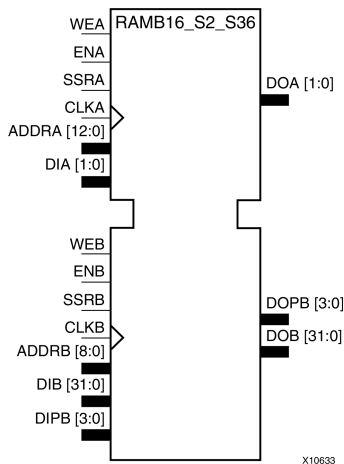 RAMB16_S2_S36
WEA
ENA
SSRA
CLKA
ADDRA [12:0]
DIA [1:0]
DOA [1:0]
WEB
ENB
SSRB
CLKB
ADDRB [8:0]
DIB [31:0]
DIPB [3:0]
DOPB [3:0]
DOB [31:0]
X10633